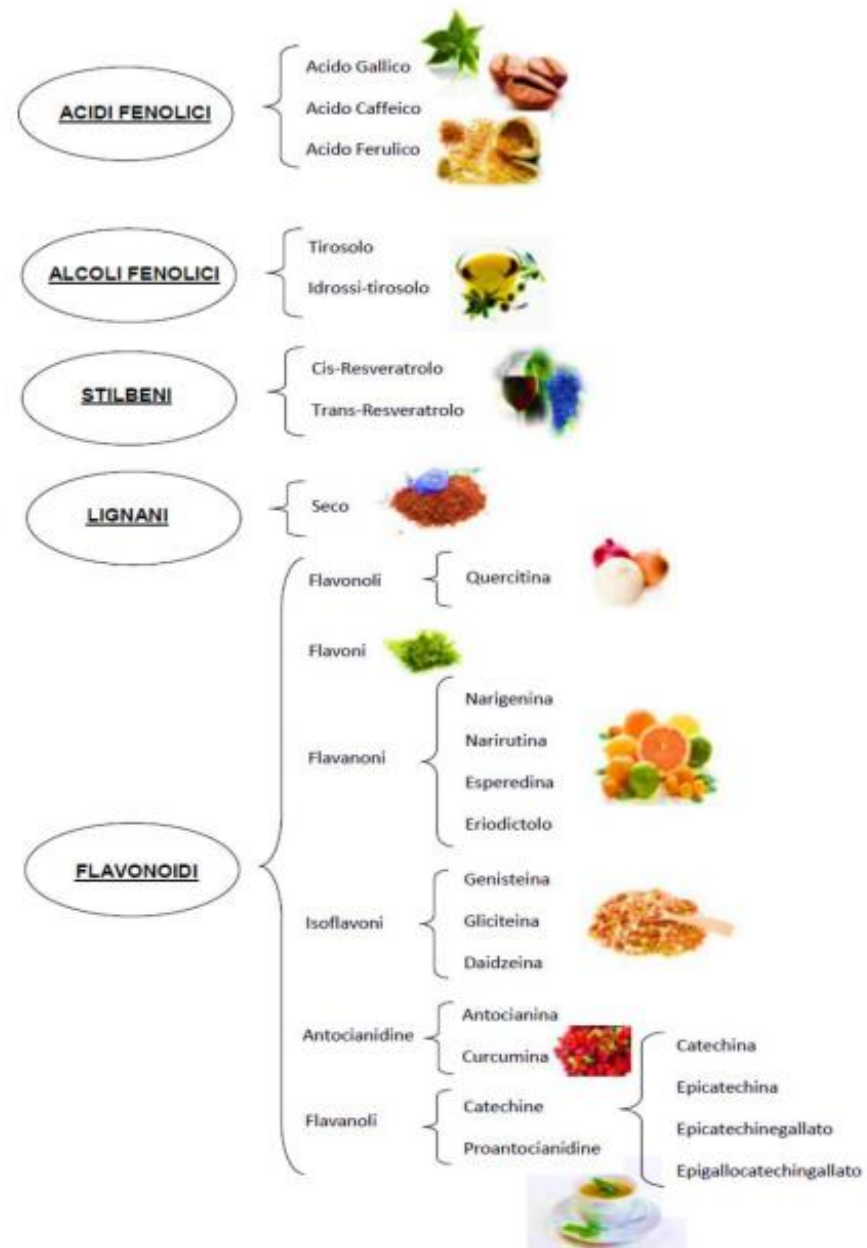 ACIDI FENOLICI
Acido Gallico
Acido Caffeico
Acido Ferulico
ALCOLI FENOLICI
Tirosolo
Idrossi-tirosolo
STILBENI
Cis-Resveratrolo
Trans-Resveratrolo
LIGNANI
Seco
FLAVONOIDI
Flavonoli
Quercitina
Flavoni
Flavanoni
Narigenina
Narirutina
Esperedina
Eriodictolo
Isoflavoni
Genisteina
Gliciteina
Daidzeina
Antocianidine
Antocianina
Curcumina
Flavanoli
Catechine
Proantocianidine
Catechina
Epicatechina
Epicatechinegallato
Epigallocatechingallato